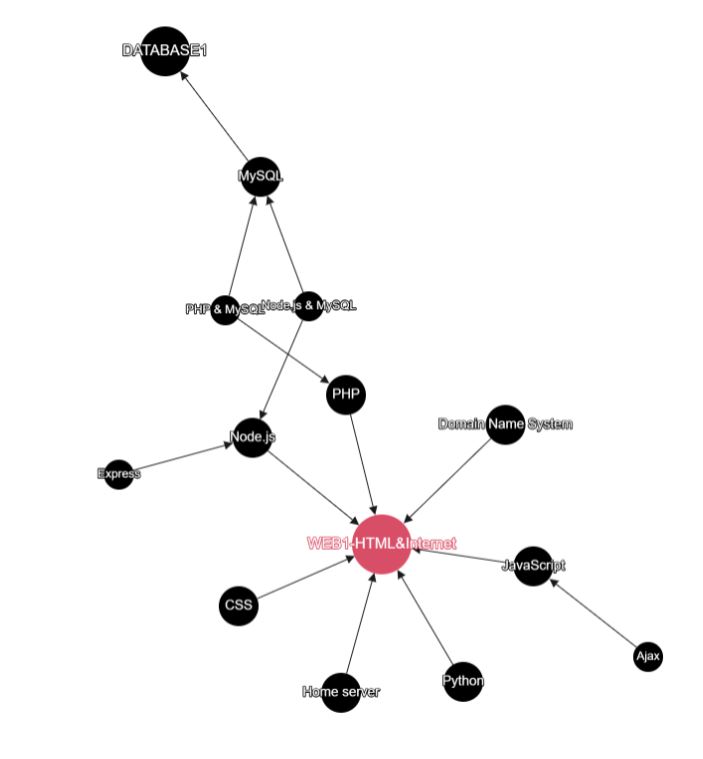 DATABASE1
MySQL
PHP & MySQL
Node.js & MySQL
PHP
Domain Name System
Node.js
Express
WEB1-HTML&Internet
JavaScript
CSS
Ajax
Python
Home server